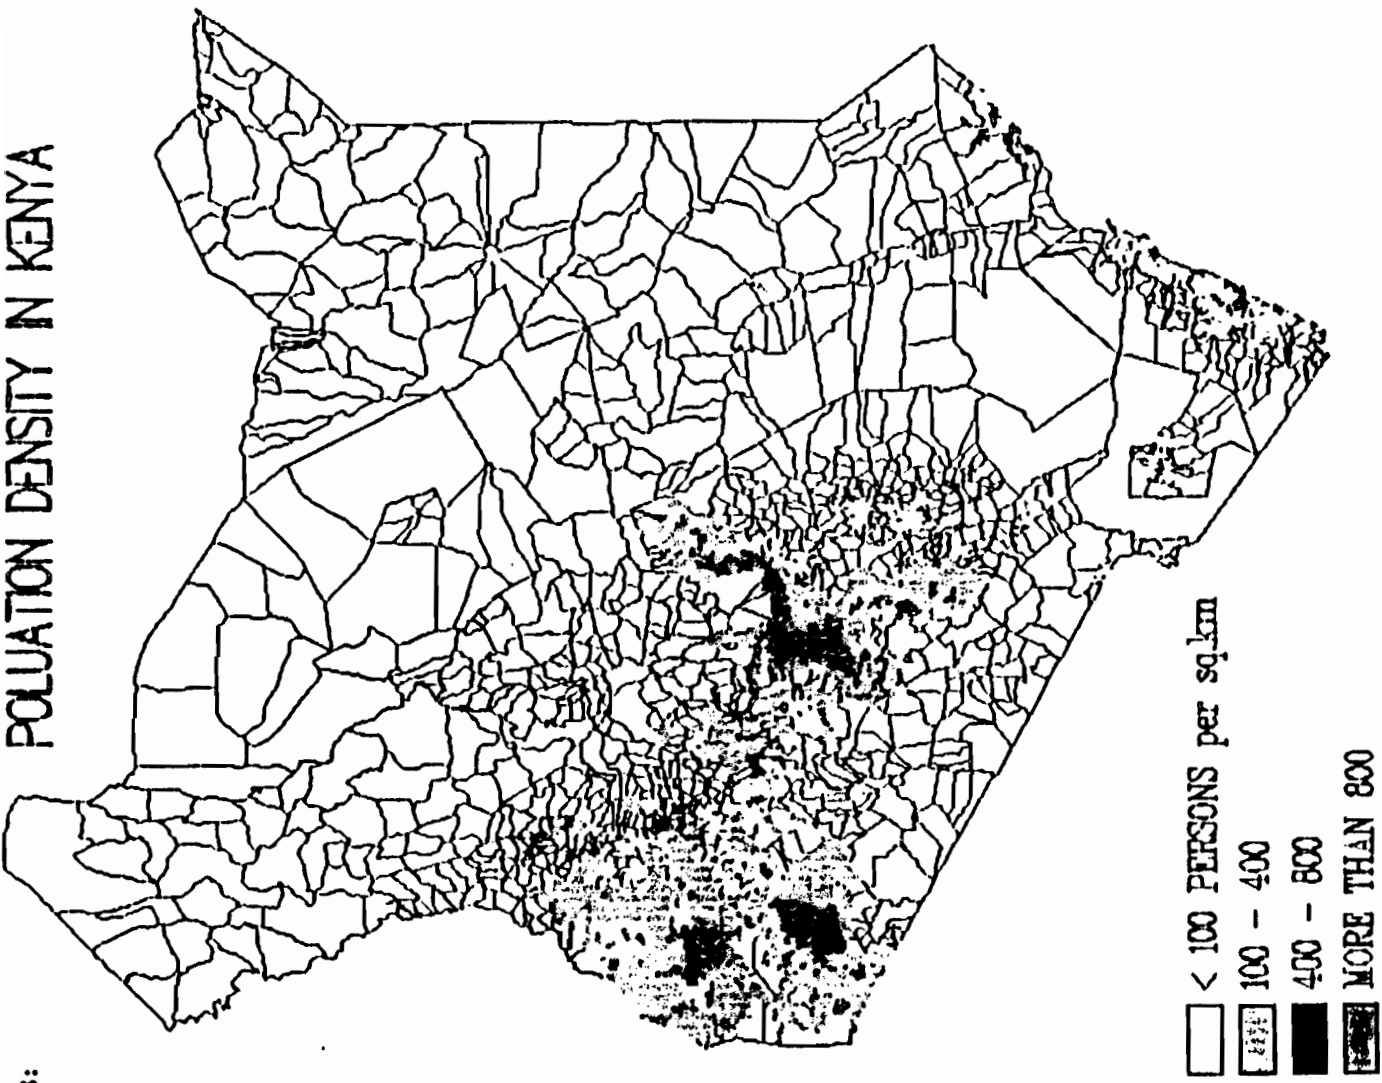 POLUATION DENSITY IN KENYA
< 100 PERSONS per sq.km
100 - 400
400 - 800
MORE THAN 800